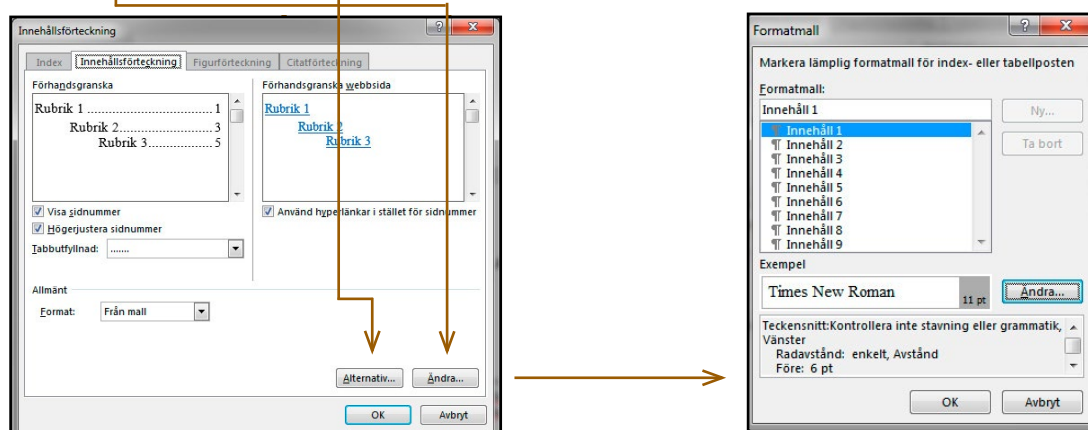 Innehållsförteckning
Index Innehållsförteckning Figurförteckning Citatförteckning
Förhandsgranska
Rubrik 1 ..................................... 1
Rubrik 2........................... 3
Rubrik 3.................. 5
Förhandsgranska webbsida
Rubrik 1
Rubrik 2
Rubrik 3
Visa sidnummer
Högerjustera sidnummer
Tabbutfyllnad: .......
Använd hyperlänkar i stället för sidnummer
Allmänt
Format: Från mall
Alternativ... Ändra...
OK Avbryt
Formatmall
Markera lämplig formatmall för index- eller tabellposten
Formatmall:
Innehåll 1
Ny...
Ta bort
¶ Innehåll 1
¶ Innehåll 2
¶ Innehåll 3
¶ Innehåll 4
¶ Innehåll 5
¶ Innehåll 6
¶ Innehåll 7
¶ Innehåll 8
¶ Innehåll 9
Exempel
Times New Roman 11 pt
Ändra...
Teckensnitt:Kontrollera inte stavning eller grammatik,
Vänster
Radavstånd: enkelt, Avstånd
Före: 6 pt
OK Avbryt